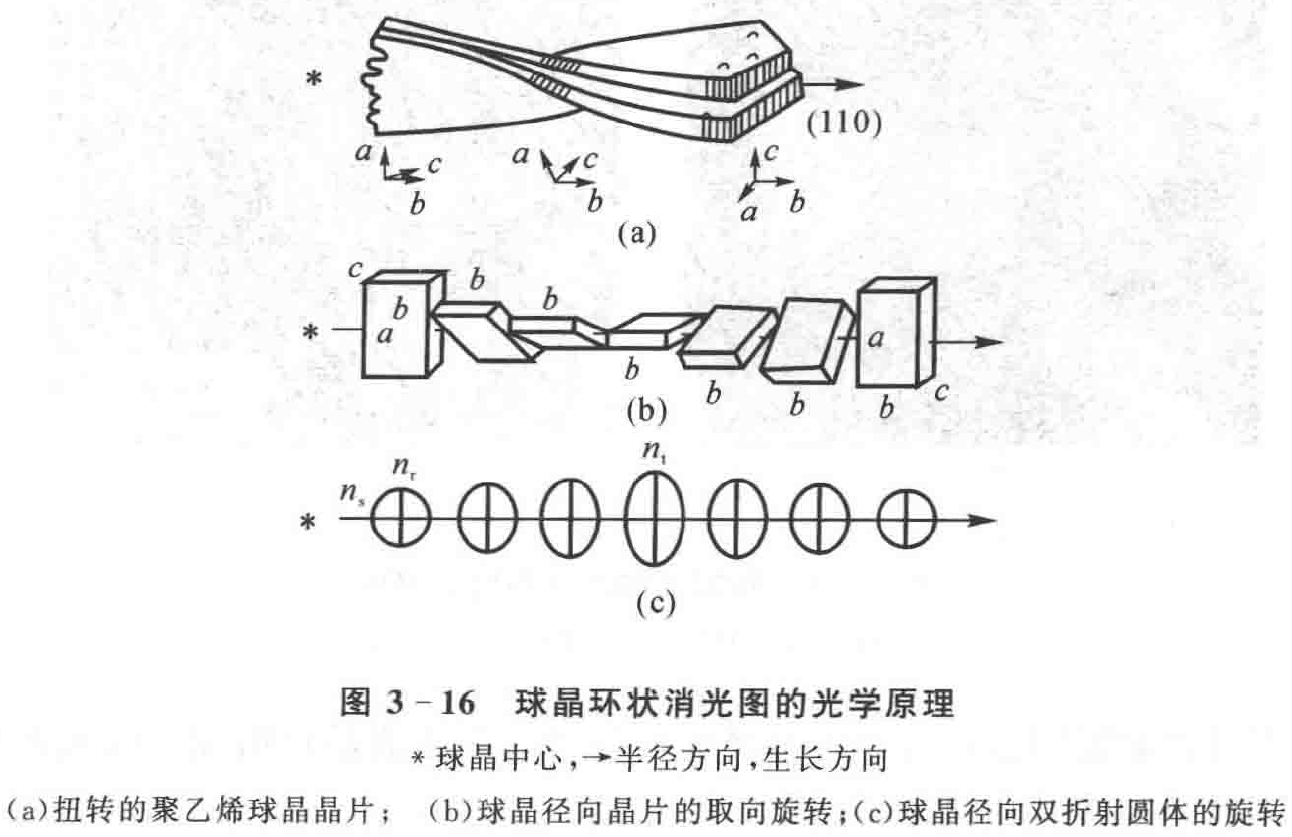 *
(110)
a c b
a c b
c a b
(a)
c b b b
* a a
b b b b c
(b)
n_t
n_r
n_s
*
(c)
图 3-16 球晶环状消光图的光学原理
* 球晶中心,→半径方向,生长方向
(a)扭转的聚乙烯球晶晶片; (b)球晶径向晶片的取向旋转;(c)球晶径向双折射圆体的旋转